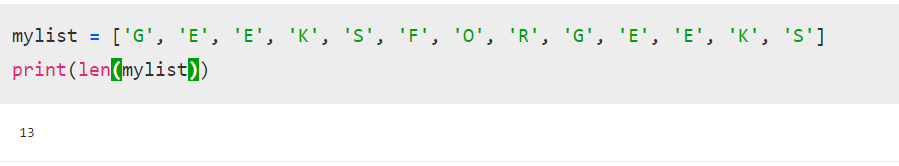 mylist = ['G', 'E', 'E', 'K', 'S', 'F', 'O', 'R', 'G', 'E', 'E', 'K', 'S']
print(len(mylist))
13